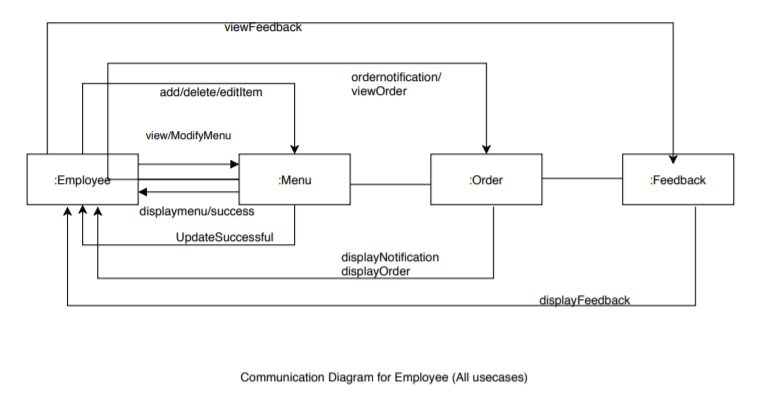 viewFeedback
ordernotification/
viewOrder
add/delete/editItem
view/ModifyMenu
:Employee
:Menu
:Order
:Feedback
displaymenu/success
UpdateSuccessful
displayNotification
displayOrder
displayFeedback
Communication Diagram for Employee (All usecases)